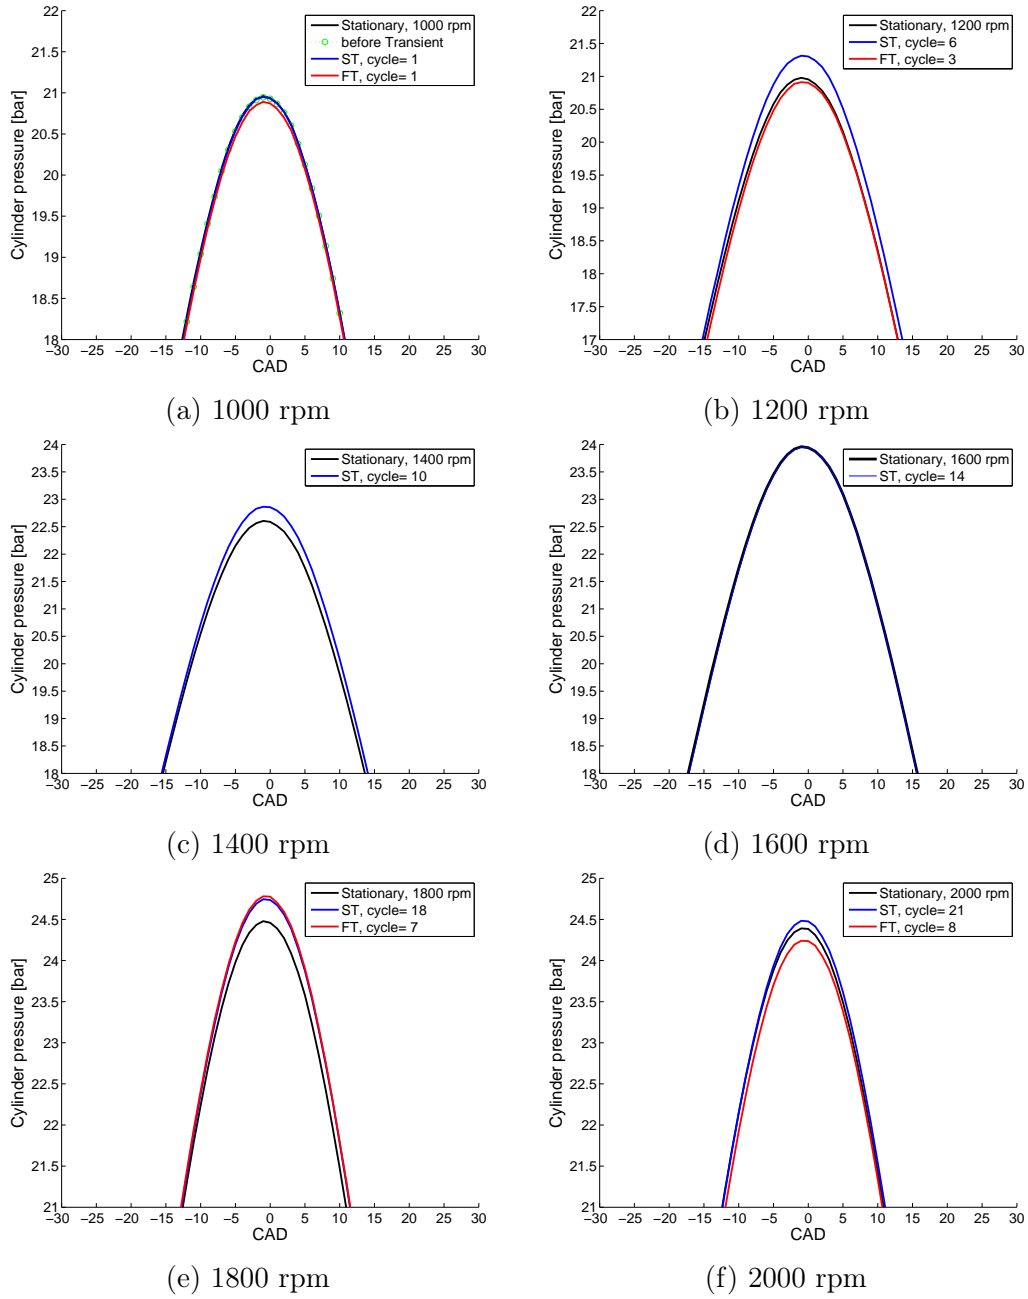 22
21.5
21
20.5
20
19.5
19
18.5
18
Cylinder pressure [bar]
Stationary, 1000 rpm
before Transient
ST, cycle= 1
FT, cycle= 1
−30 −25 −20 −15 −10 −5 0 5 10 15 20 25 30
CAD
(a) 1000 rpm
22
21.5
21
20.5
20
19.5
19
18.5
18
17.5
17
Cylinder pressure [bar]
Stationary, 1200 rpm
ST, cycle= 6
FT, cycle= 3
−30 −25 −20 −15 −10 −5 0 5 10 15 20 25 30
CAD
(b) 1200 rpm
24
23.5
23
22.5
22
21.5
21
20.5
20
19.5
19
18.5
18
Cylinder pressure [bar]
Stationary, 1400 rpm
ST, cycle= 10
−30 −25 −20 −15 −10 −5 0 5 10 15 20 25 30
CAD
(c) 1400 rpm
24
23.5
23
22.5
22
21.5
21
20.5
20
19.5
19
18.5
18
Cylinder pressure [bar]
Stationary, 1600 rpm
ST, cycle= 14
−30 −25 −20 −15 −10 −5 0 5 10 15 20 25 30
CAD
(d) 1600 rpm
25
24.5
24
23.5
23
22.5
22
21.5
21
Cylinder pressure [bar]
Stationary, 1800 rpm
ST, cycle= 18
FT, cycle= 7
−30 −25 −20 −15 −10 −5 0 5 10 15 20 25 30
CAD
(e) 1800 rpm
25
24.5
24
23.5
23
22.5
22
21.5
21
Cylinder pressure [bar]
Stationary, 2000 rpm
ST, cycle= 21
FT, cycle= 8
−30 −25 −20 −15 −10 −5 0 5 10 15 20 25 30
CAD
(f) 2000 rpm